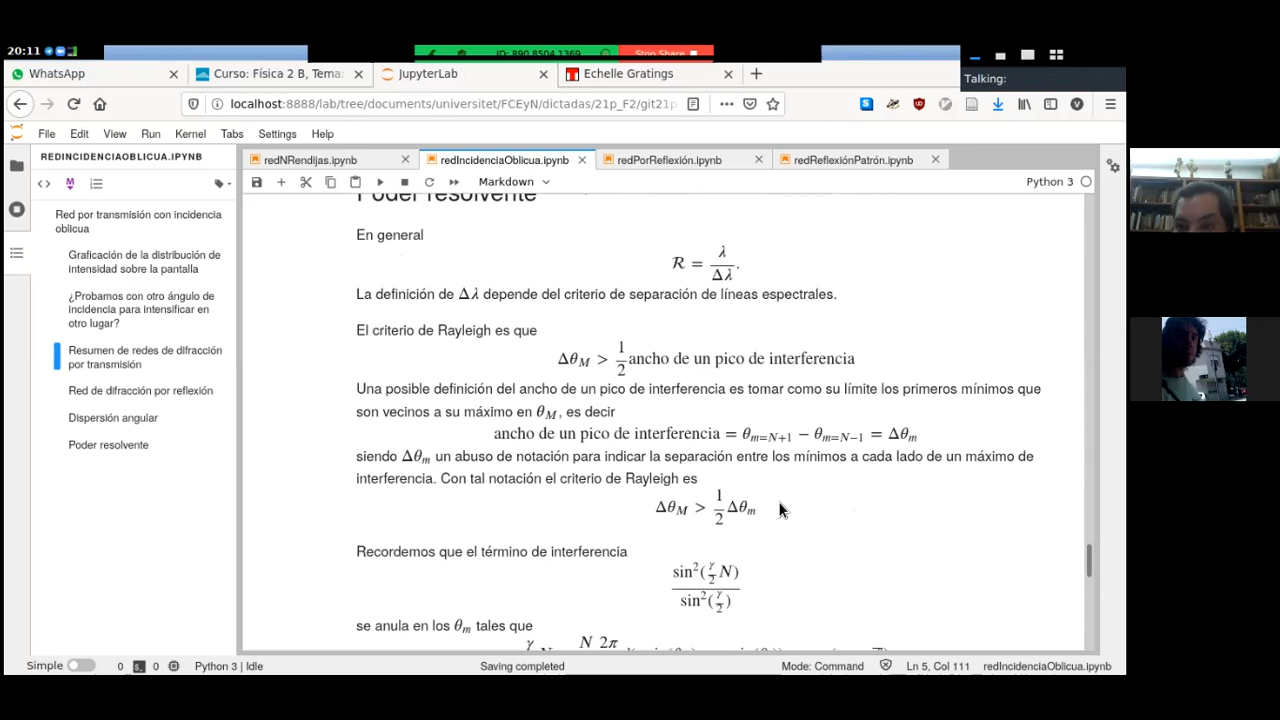 20:11
ID: 890 8504 1369
Stop Share
WhatsApp
Curso: Física 2 B, Tema:
JupyterLab
Echelle Gratings
Talking:
localhost:8888/lab/tree/documents/universitet/FCEyN/dictadas/21p_F2/git21p
File Edit View Run Kernel Tabs Settings Help
REDINCIDENCIAOBLICUA.IPYNB
redNRendijas.ipynb
redIncidenciaOblicua.ipynb
redPorReflexión.ipynb
redReflexiónPatrón.ipynb
Markdown
Python 3
Red por transmisión con incidencia
oblicua
Graficación de la distribución de
intensidad sobre la pantalla
¿Probamos con otro ángulo de
incidencia para intensificar en
otro lugar?
Resumen de redes de difracción
por transmisión
Red de difracción por reflexión
Dispersión angular
Poder resolvente
Poder resolvente
En general
ℛ = λ / Δλ.
La definición de Δλ depende del criterio de separación de líneas espectrales.
El criterio de Rayleigh es que
Δθ_M > 1/2 ancho de un pico de interferencia
Una posible definición del ancho de un pico de interferencia es tomar como su límite los primeros mínimos que
son vecinos a su máximo en θ_M, es decir
ancho de un pico de interferencia = θ_{m=N+1} − θ_{m=N−1} = Δθ_m
siendo Δθ_m un abuso de notación para indicar la separación entre los mínimos a cada lado de un máximo de
interferencia. Con tal notación el criterio de Rayleigh es
Δθ_M > 1/2 Δθ_m
Recordemos que el término de interferencia
sin²(γ/2 N) / sin²(γ/2)
se anula en los θ_m tales que
Simple
0
0
Python 3 | Idle
Saving completed
Mode: Command
Ln 5, Col 111
redIncidenciaOblicua.ipynb